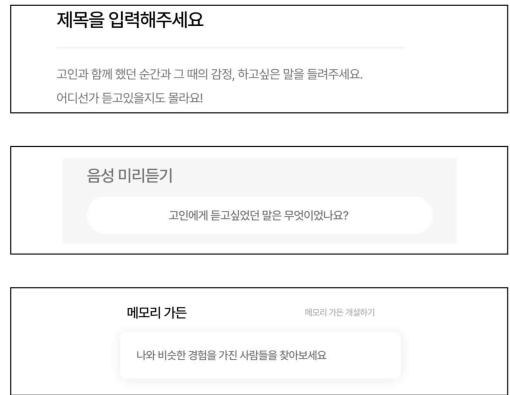 제목을 입력해주세요
고인과 함께 했던 순간과 그 때의 감정, 하고싶은 말을 들려주세요.
어디선가 듣고있을지도 몰라요!
음성 미리듣기
고인에게 듣고싶었던 말은 무엇이었나요?
메모리 가든 메모리 가든 개설하기
나와 비슷한 경험을 가진 사람들을 찾아보세요